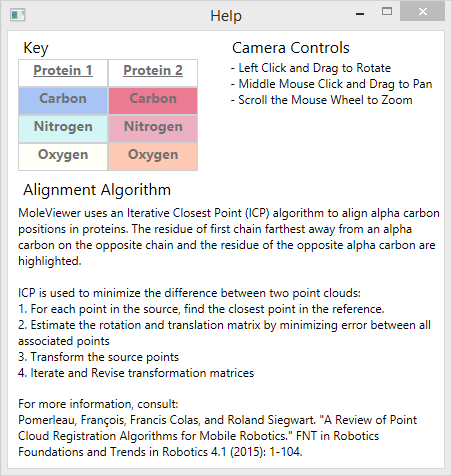 Help
Key
Camera Controls
Protein 1 Protein 2
- Left Click and Drag to Rotate
- Middle Mouse Click and Drag to Pan
- Scroll the Mouse Wheel to Zoom
Carbon Carbon
Nitrogen Nitrogen
Oxygen Oxygen
Alignment Algorithm
MoleViewer uses an Iterative Closest Point (ICP) algorithm to align alpha carbon
positions in proteins. The residue of first chain farthest away from an alpha
carbon on the opposite chain and the residue of the opposite alpha carbon are
highlighted.
ICP is used to minimize the difference between two point clouds:
1. For each point in the source, find the closest point in the reference.
2. Estimate the rotation and translation matrix by minimizing error between all
associated points
3. Transform the source points
4. Iterate and Revise transformation matrices
For more information, consult:
Pomerleau, François, Francis Colas, and Roland Siegwart. "A Review of Point
Cloud Registration Algorithms for Mobile Robotics." FNT in Robotics
Foundations and Trends in Robotics 4.1 (2015): 1-104.